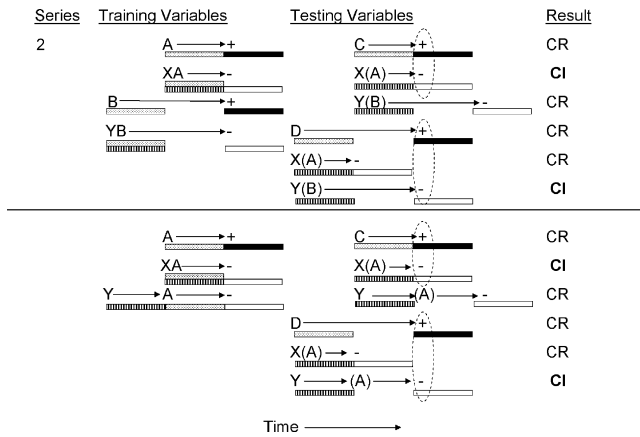 Series Training Variables Testing Variables Result
2 A + C + CR
XA - X(A) - CI
B + Y(B) - CR
YB - D + CR
X(A) - CR
Y(B) - CI
A + C + CR
XA - X(A) - CI
Y A - Y (A) - CR
D + CR
X(A) - CR
Y (A) - CI
Time